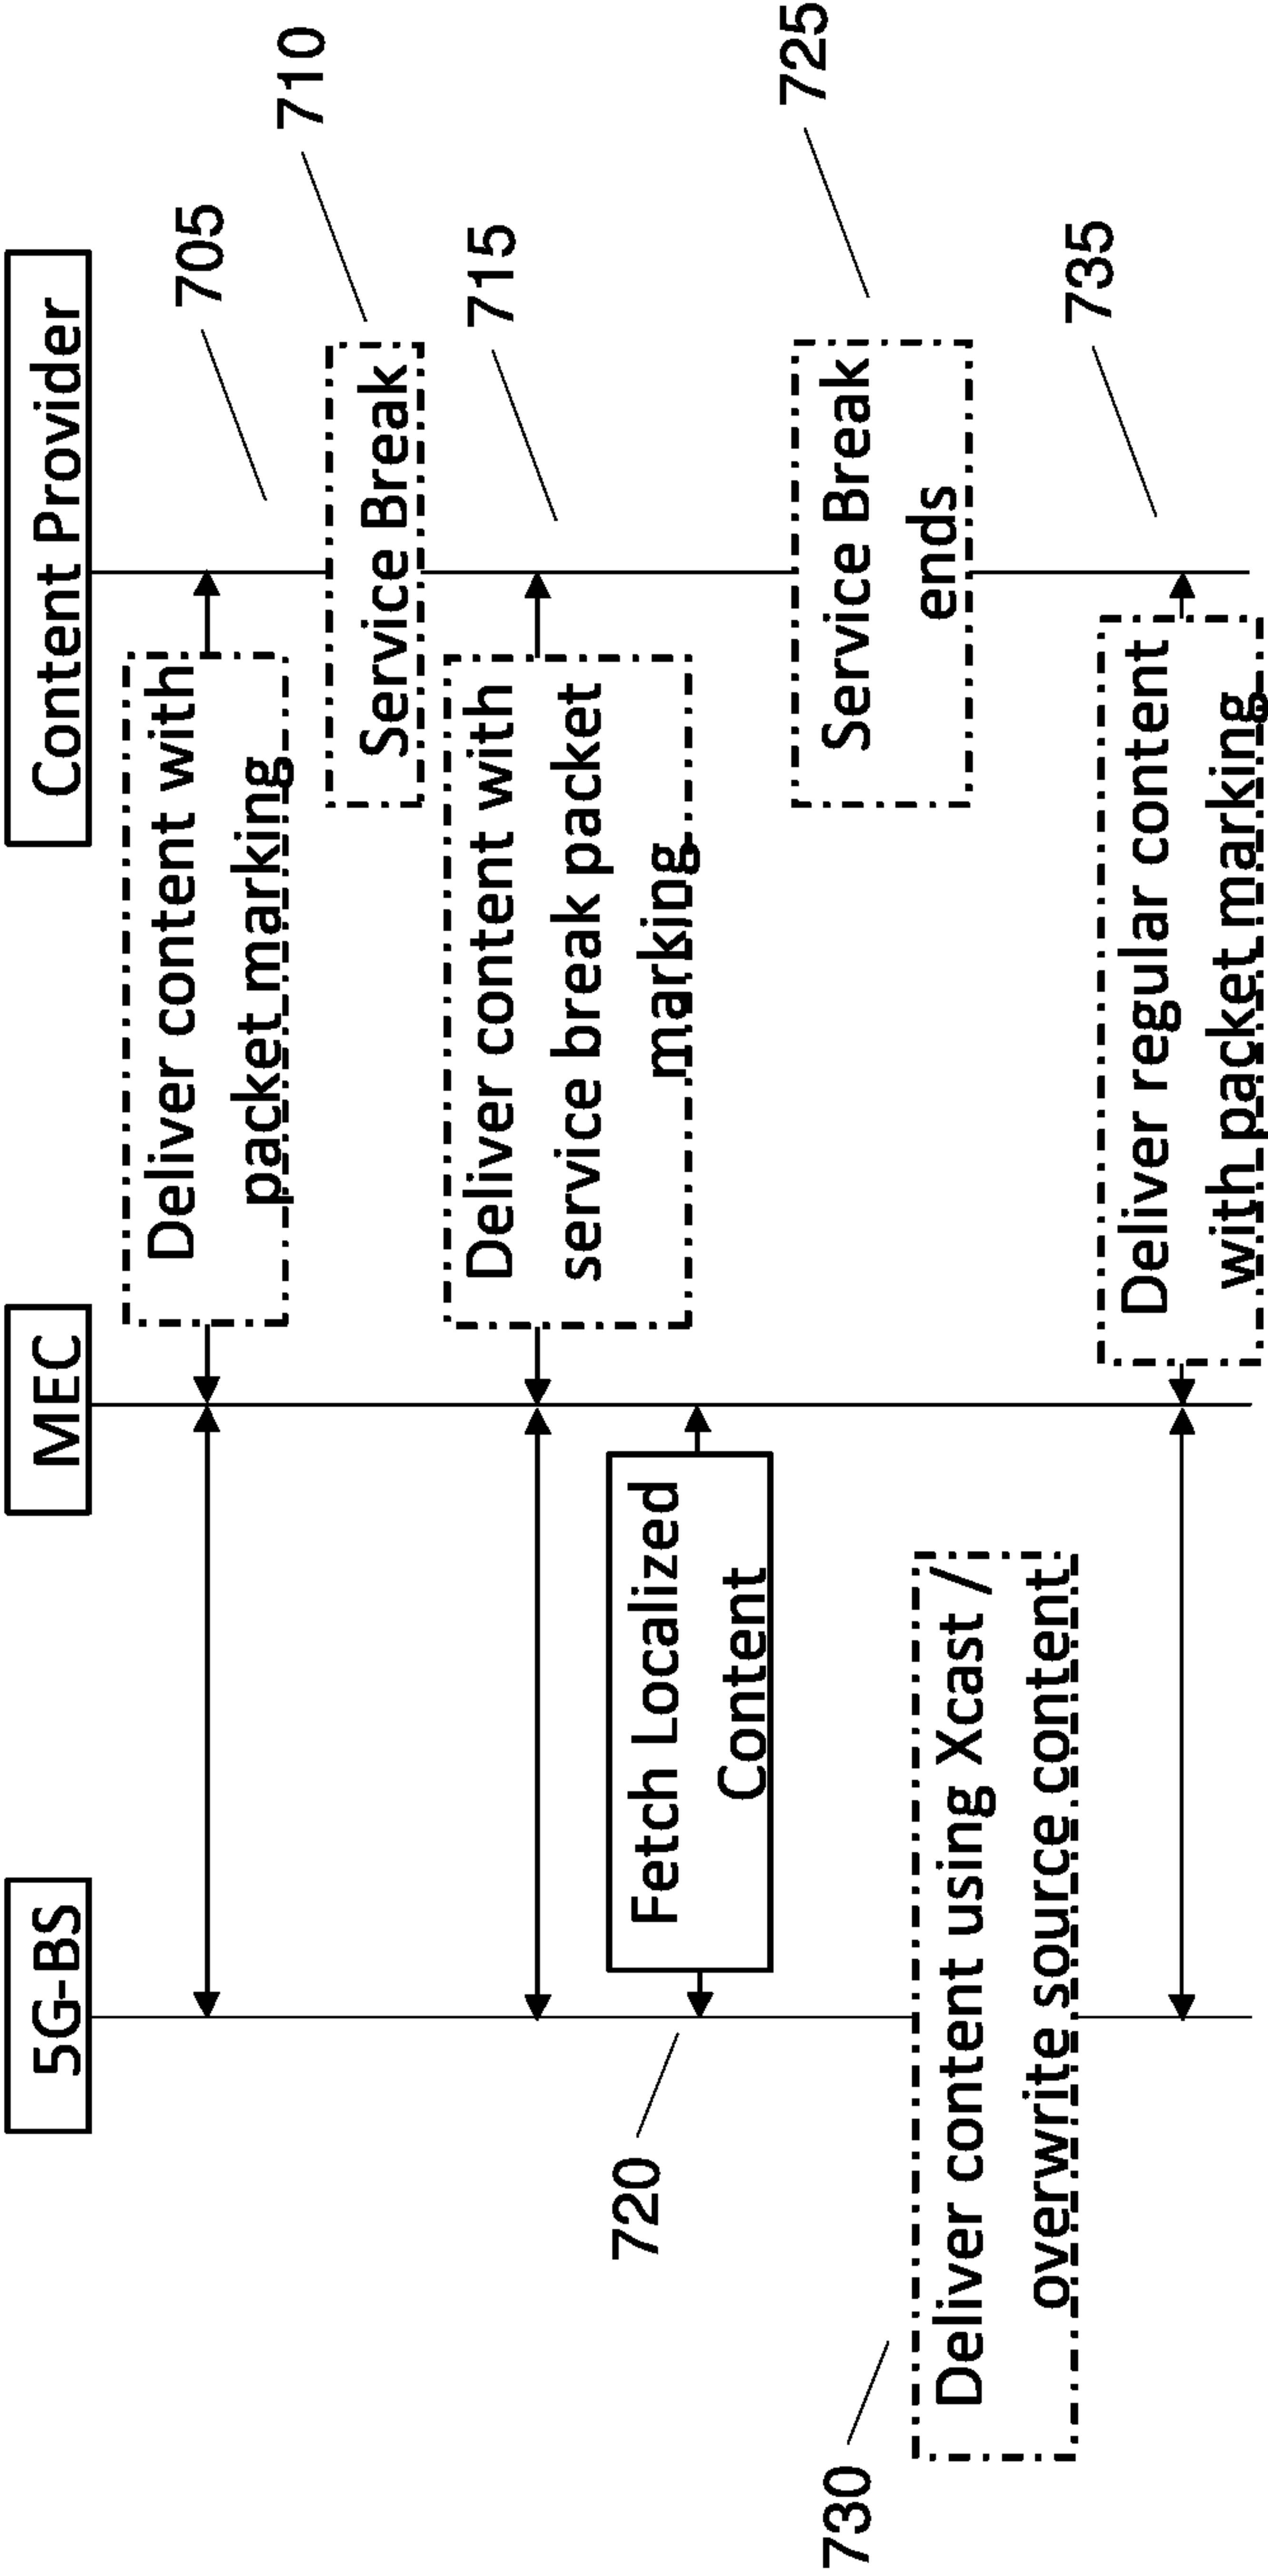 5G-BS
MEC
Content Provider
Deliver content with
packet marking
705
Service Break
710
Deliver content with
service break packet
marking
715
Fetch Localized
Content
720
Service Break
ends
725
Deliver content using Xcast /
overwrite source content
730
Deliver regular content
with packet marking
735